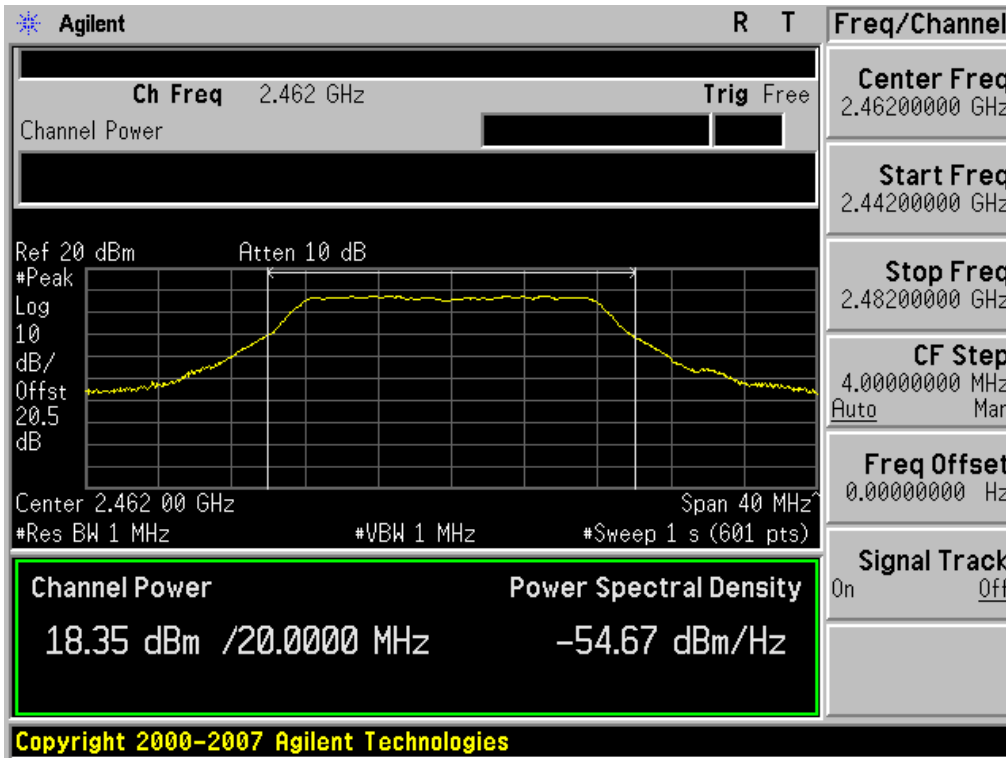 Agilent R T
Ch Freq 2.462 GHz Trig Free
Channel Power
Ref 20 dBm Atten 10 dB
#Peak
Log
10
dB/
Offst
20.5
dB
Center 2.462 00 GHz Span 40 MHz^
#Res BW 1 MHz #VBW 1 MHz #Sweep 1 s (601 pts)
Channel Power Power Spectral Density
18.35 dBm /20.0000 MHz -54.67 dBm/Hz
Copyright 2000-2007 Agilent Technologies
Freq/Channel
Center Freq
2.46200000 GHz
Start Freq
2.44200000 GHz
Stop Freq
2.48200000 GHz
CF Step
4.00000000 MHz
Auto Man
Freq Offset
0.00000000 Hz
Signal Track
On Off